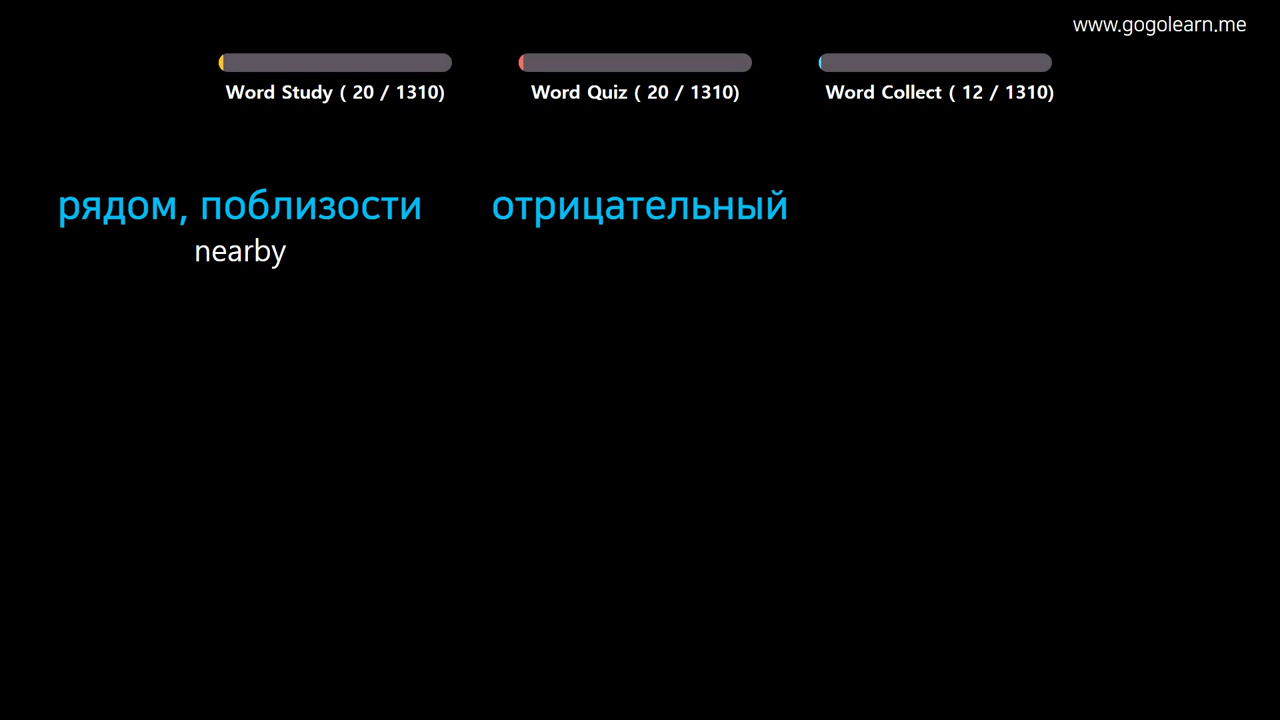 www.gogolearn.me
Word Study ( 20 / 1310)
Word Quiz ( 20 / 1310)
Word Collect ( 12 / 1310)
рядом, поблизости
nearby
отрицательный